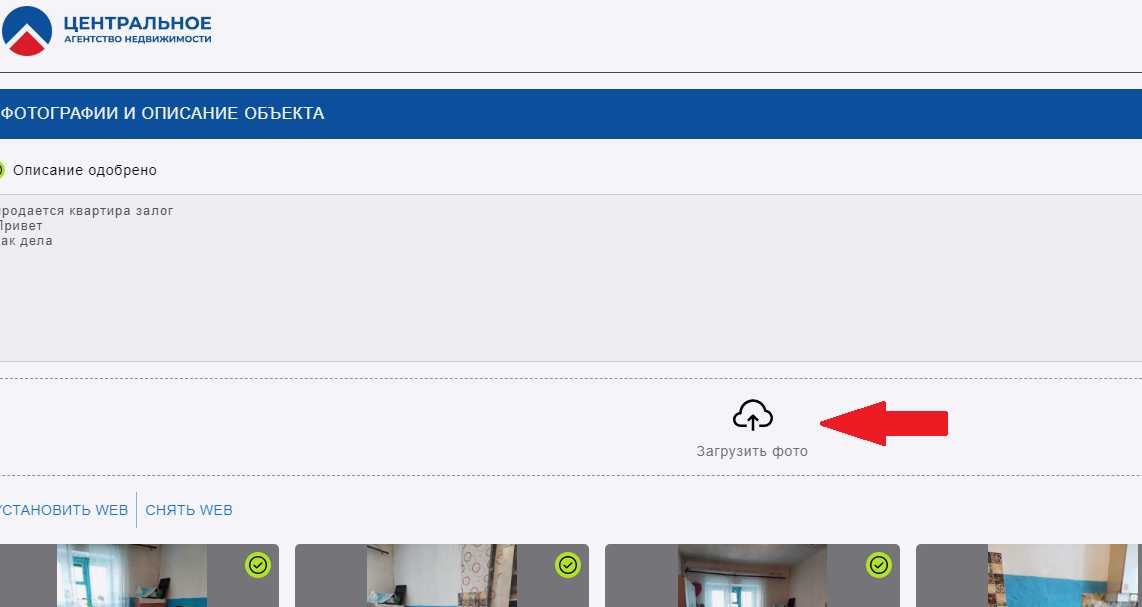 ЦЕНТРАЛЬНОЕ
АГЕНТСТВО НЕДВИЖИМОСТИ
ФОТОГРАФИИ И ОПИСАНИЕ ОБЪЕКТА
Описание одобрено
продается квартира залог
Привет
ак дела
Загрузить фото
УСТАНОВИТЬ WEB
СНЯТЬ WEB